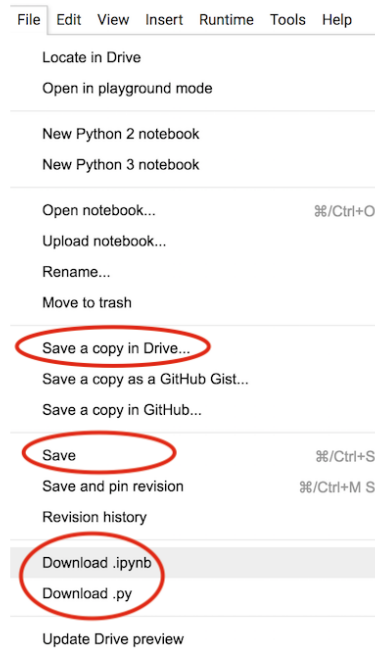 File Edit View Insert Runtime Tools Help
Locate in Drive
Open in playground mode
New Python 2 notebook
New Python 3 notebook
Open notebook... ⌘/Ctrl+O
Upload notebook...
Rename...
Move to trash
Save a copy in Drive...
Save a copy as a GitHub Gist...
Save a copy in GitHub...
Save ⌘/Ctrl+S
Save and pin revision ⌘/Ctrl+M S
Revision history
Download .ipynb
Download .py
Update Drive preview